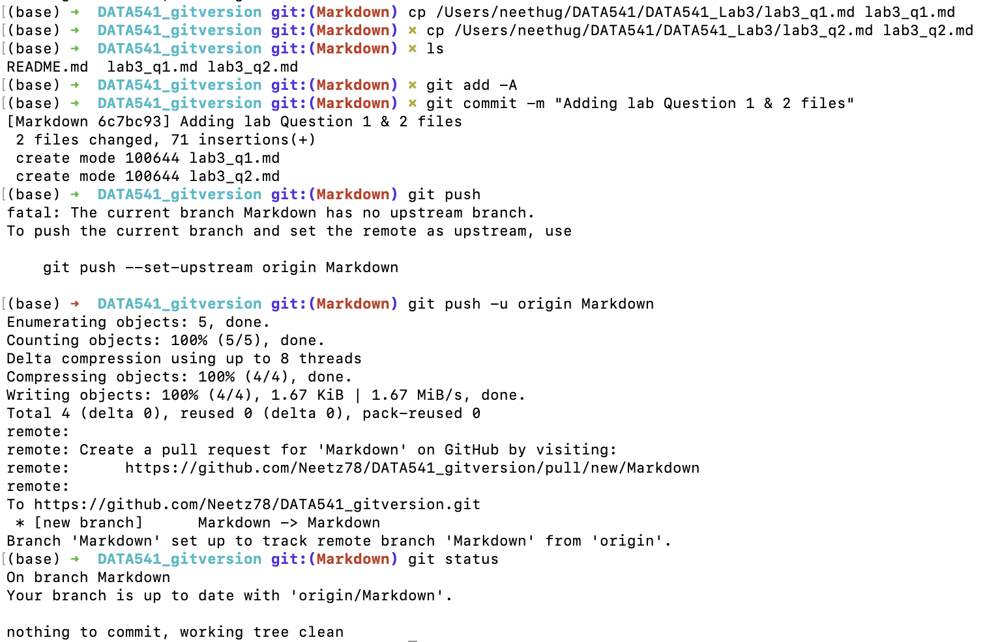 [(base) ➜  DATA541_gitversion git:(Markdown) cp /Users/neethug/DATA541/DATA541_Lab3/lab3_q1.md lab3_q1.md
[(base) ➜  DATA541_gitversion git:(Markdown) ✗ cp /Users/neethug/DATA541/DATA541_Lab3/lab3_q2.md lab3_q2.md
[(base) ➜  DATA541_gitversion git:(Markdown) ✗ ls
README.md  lab3_q1.md lab3_q2.md
[(base) ➜  DATA541_gitversion git:(Markdown) ✗ git add -A
[(base) ➜  DATA541_gitversion git:(Markdown) ✗ git commit -m "Adding lab Question 1 & 2 files"
[Markdown 6c7bc93] Adding lab Question 1 & 2 files
 2 files changed, 71 insertions(+)
 create mode 100644 lab3_q1.md
 create mode 100644 lab3_q2.md
[(base) ➜  DATA541_gitversion git:(Markdown) git push
fatal: The current branch Markdown has no upstream branch.
To push the current branch and set the remote as upstream, use
    git push --set-upstream origin Markdown
[(base) ➜  DATA541_gitversion git:(Markdown) git push -u origin Markdown
Enumerating objects: 5, done.
Counting objects: 100% (5/5), done.
Delta compression using up to 8 threads
Compressing objects: 100% (4/4), done.
Writing objects: 100% (4/4), 1.67 KiB | 1.67 MiB/s, done.
Total 4 (delta 0), reused 0 (delta 0), pack-reused 0
remote:
remote: Create a pull request for 'Markdown' on GitHub by visiting:
remote:      https://github.com/Neetz78/DATA541_gitversion/pull/new/Markdown
remote:
To https://github.com/Neetz78/DATA541_gitversion.git
 * [new branch]      Markdown -> Markdown
Branch 'Markdown' set up to track remote branch 'Markdown' from 'origin'.
[(base) ➜  DATA541_gitversion git:(Markdown) git status
On branch Markdown
Your branch is up to date with 'origin/Markdown'.
nothing to commit, working tree clean